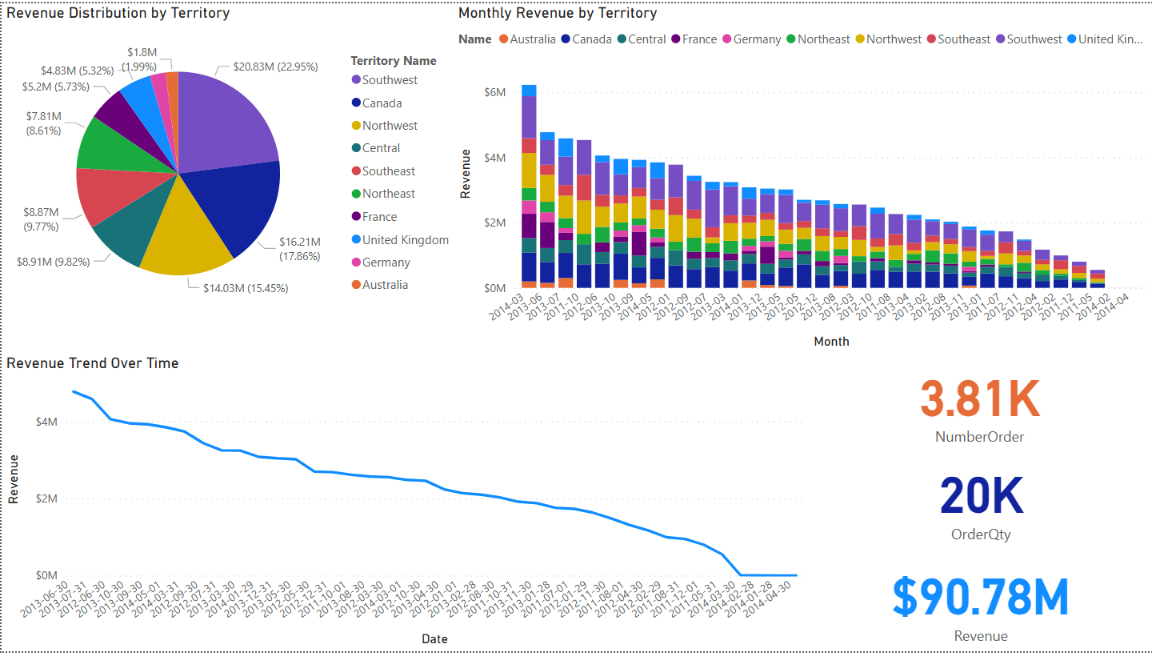 Revenue Distribution by Territory
$20.83M (22.95%)
$16.21M
(17.86%)
$14.03M (15.45%)
$8.91M (9.82%)
$8.87M
(9.77%)
$7.81M
(8.61%)
$5.2M (5.73%)
$4.83M (5.32%)
$1.8M
(1.99%)
Territory Name
Southwest
Canada
Northwest
Central
Southeast
Northeast
France
United Kingdom
Germany
Australia
Monthly Revenue by Territory
Name Australia Canada Central France Germany Northeast Northwest Southeast Southwest United Kin...
Revenue
$6M
$4M
$2M
$0M
2014-03
2013-06
2013-07
2011-10
2012-06
2013-10
2013-09
2014-05
2012-01
2012-09
2012-07
2013-03
2014-01
2013-12
2013-05
2012-05
2013-12
2013-08
2012-03
2012-10
2011-08
2013-04
2013-02
2012-08
2013-11
2013-01
2011-07
2012-11
2012-04
2012-02
2011-12
2011-05
2014-02
2014-04
Month
Revenue Trend Over Time
Revenue
$4M
$2M
$0M
2013-06-30
2013-07-31
2012-06-30
2013-10-30
2013-09-30
2014-05-01
2014-03-31
2012-09-30
2012-07-31
2013-03-30
2014-01-29
2013-12-31
2013-05-30
2012-05-30
2012-12-31
2012-10-30
2013-08-30
2012-03-30
2014-03-01
2012-10-30
2013-04-30
2012-01-01
2013-02-28
2012-08-30
2011-10-01
2013-11-30
2013-01-28
2011-07-01
2012-01-29
2012-11-30
2011-08-01
2012-04-30
2011-08-31
2012-02-29
2011-12-01
2011-05-31
2014-03-30
2014-02-28
2014-01-28
2014-04-30
Date
3.81K
NumberOrder
20K
OrderQty
$90.78M
Revenue